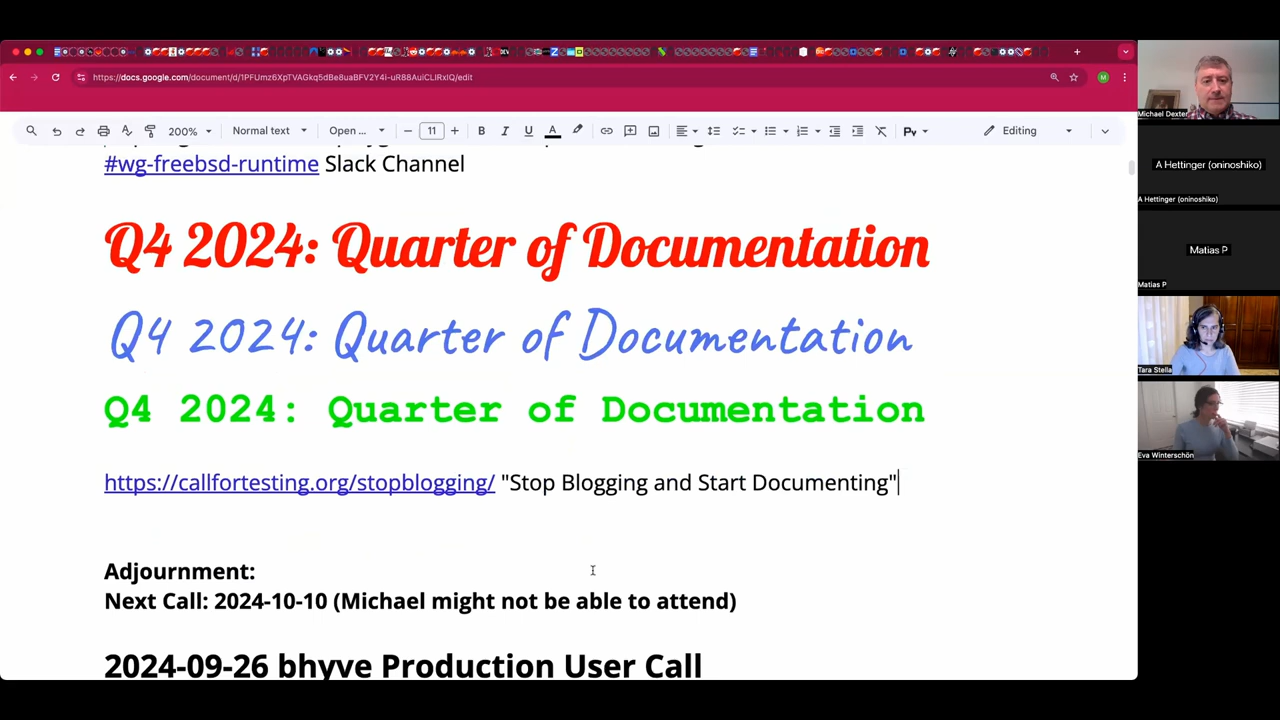 https://docs.google.com/document/d/1PFUmz6XpTVAGkq5dBe8uaBFV2Y4i-uR88AuiCLIRxIQ/edit
M
200%
Normal text
Open ...
11
B I U A
Editing
#wg-freebsd-runtime Slack Channel
Q4 2024: Quarter of Documentation
Q4 2024: Quarter of Documentation
Q4 2024: Quarter of Documentation
https://callfortesting.org/stopblogging/ "Stop Blogging and Start Documenting"
Adjournment:
Next Call: 2024-10-10 (Michael might not be able to attend)
2024-09-26 bhyve Production User Call
Michael Dexter
A Hettinger (oninoshiko)
A Hettinger (oninoshiko)
Matias P
Matias P
Tara Stella
Eva Winterschön